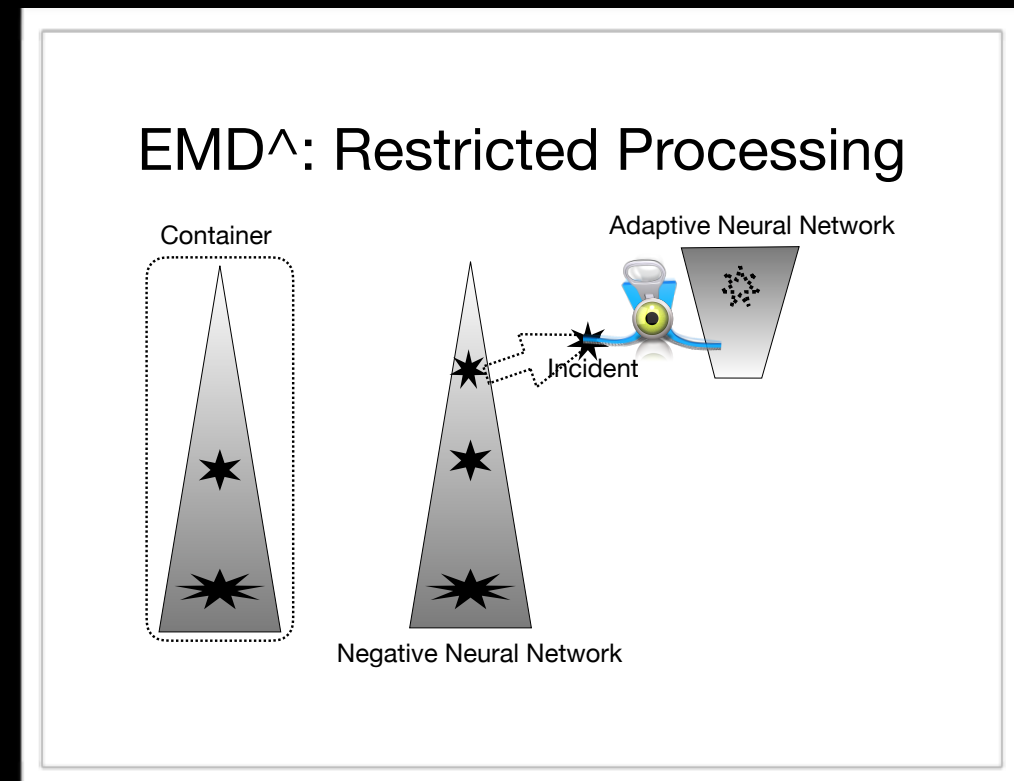 EMD^: Restricted Processing
Adaptive Neural Network
Container
Incident
Negative Neural Network